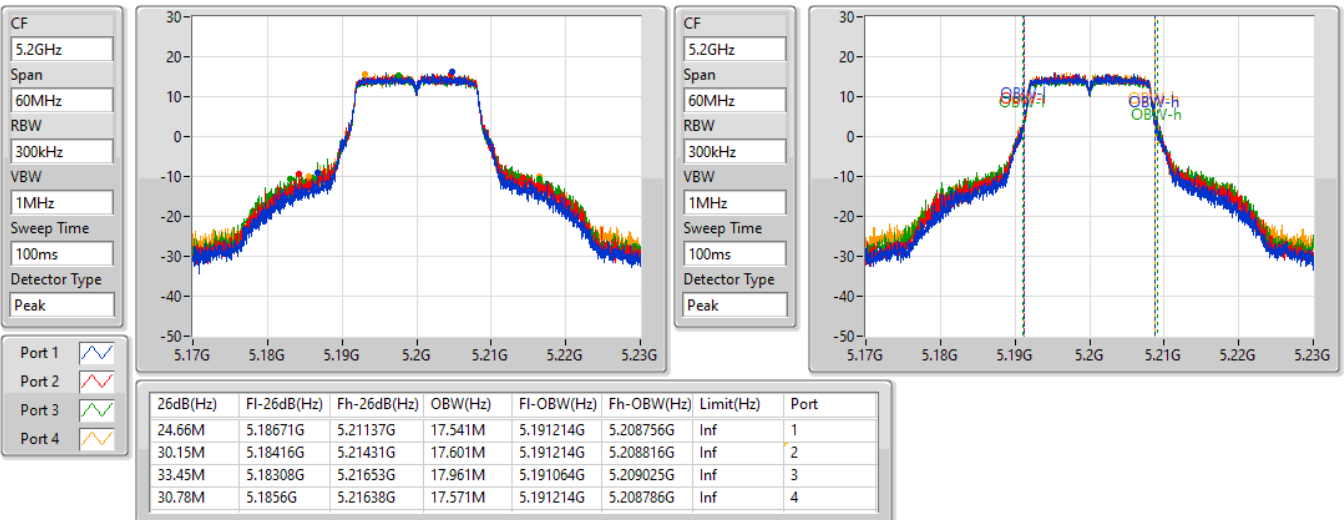 CF
5.2GHz
Span
60MHz
RBW
300kHz
VBW
1MHz
Sweep Time
100ms
Detector Type
Peak
30
20
10
0
-10
-20
-30
-40
-50
5.17G 5.18G 5.19G 5.2G 5.21G 5.22G 5.23G
CF
5.2GHz
Span
60MHz
RBW
300kHz
VBW
1MHz
Sweep Time
100ms
Detector Type
Peak
30
20
10
0
-10
-20
-30
-40
-50
OBW-l
OBW-h
OBW-h
5.17G 5.18G 5.19G 5.2G 5.21G 5.22G 5.23G
Port 1
Port 2
Port 3
Port 4
26dB(Hz) Fl-26dB(Hz) Fh-26dB(Hz) OBW(Hz) Fl-OBW(Hz) Fh-OBW(Hz) Limit(Hz) Port
24.66M 5.18671G 5.21137G 17.541M 5.191214G 5.208756G Inf 1
30.15M 5.18416G 5.21431G 17.601M 5.191214G 5.208816G Inf 2
33.45M 5.18308G 5.21653G 17.961M 5.191064G 5.209025G Inf 3
30.78M 5.1856G 5.21638G 17.571M 5.191214G 5.208786G Inf 4